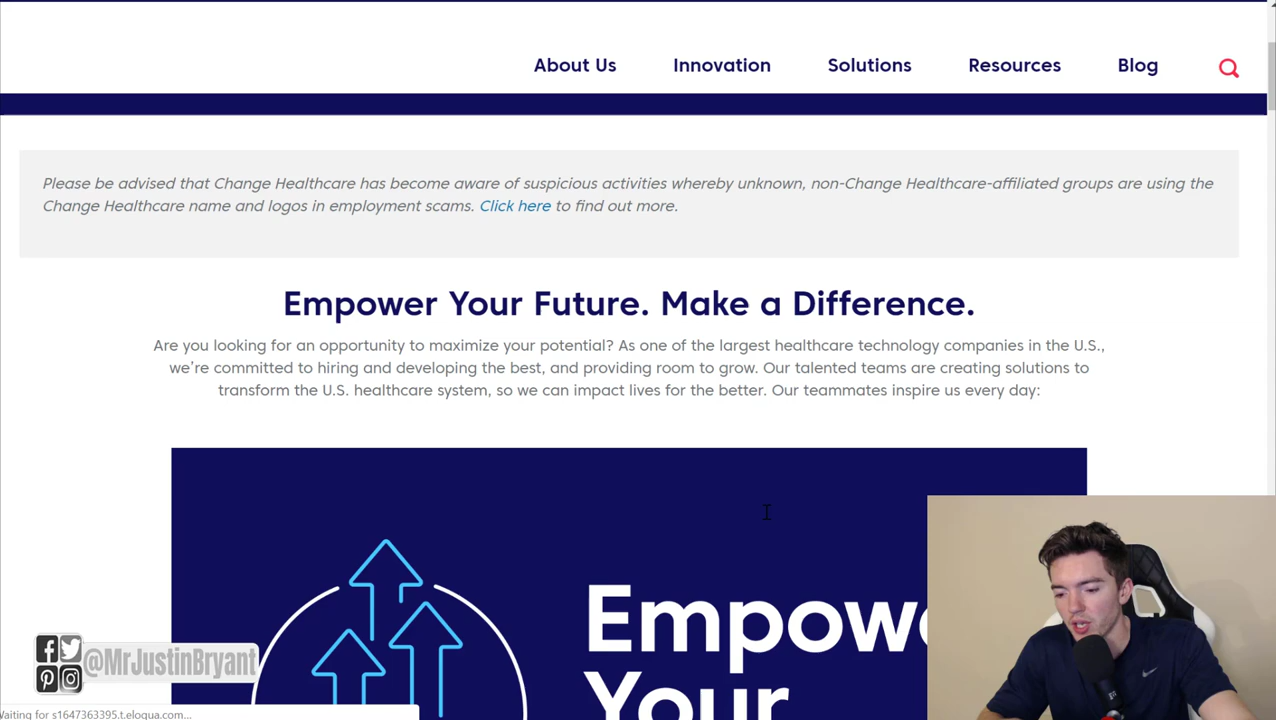 About Us Innovation Solutions Resources Blog
Please be advised that Change Healthcare has become aware of suspicious activities whereby unknown, non-Change Healthcare-affiliated groups are using the
Change Healthcare name and logos in employment scams. Click here to find out more.
Empower Your Future. Make a Difference.
Are you looking for an opportunity to maximize your potential? As one of the largest healthcare technology companies in the U.S.,
we're committed to hiring and developing the best, and providing room to grow. Our talented teams are creating solutions to
transform the U.S. healthcare system, so we can impact lives for the better. Our teammates inspire us every day:
Empowe
Your
@MrJustinBryant
Waiting for s1647363395.t.eloqua.com...